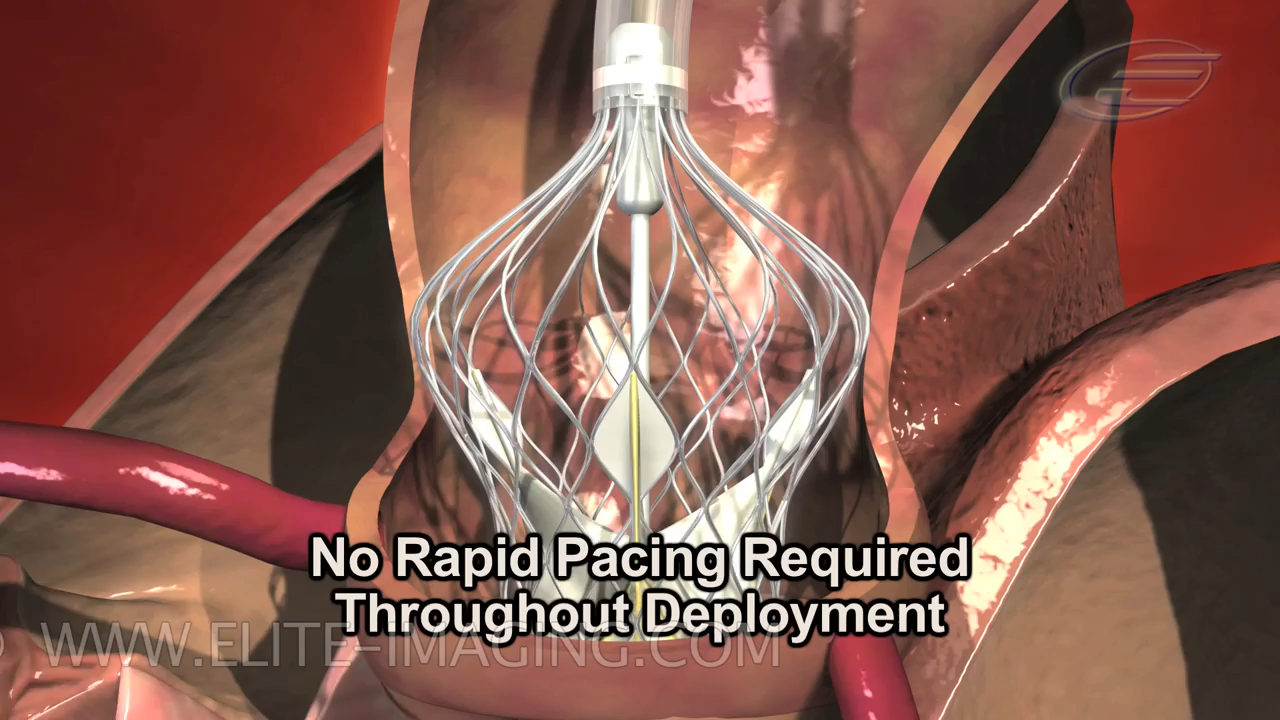 No Rapid Pacing Required
Throughout Deployment
© WWW.ELITE-IMAGING.COM